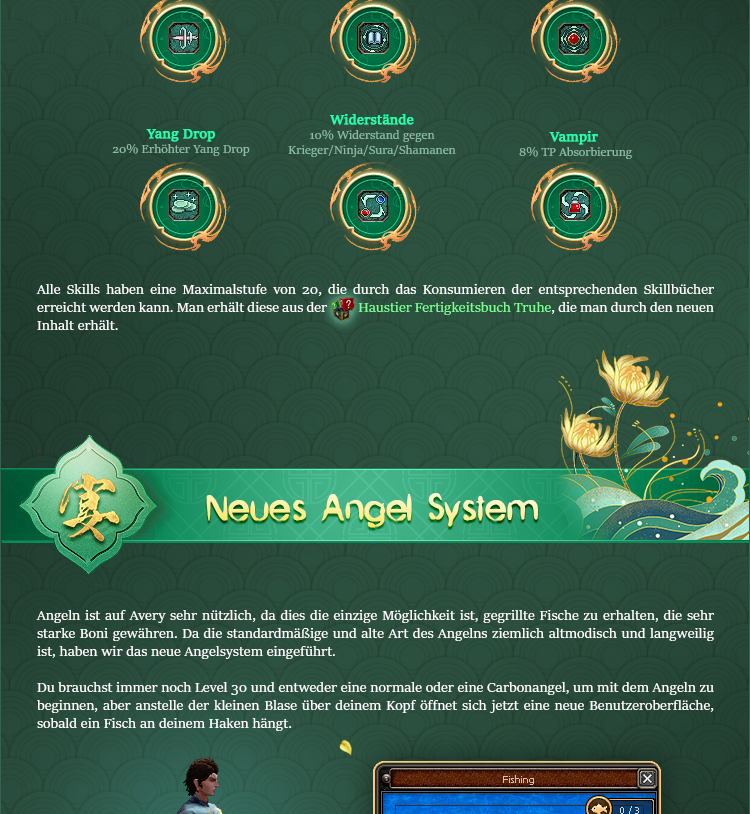 Yang Drop
20% Erhöhter Yang Drop
Widerstände
10% Widerstand gegen
Krieger/Ninja/Sura/Shamanen
Vampir
8% TP Absorbierung
Alle Skills haben eine Maximalstufe von 20, die durch das Konsumieren der entsprechenden Skillbücher
erreicht werden kann. Man erhält diese aus der Haustier Fertigkeitsbuch Truhe, die man durch den neuen
Inhalt erhält.
宴
Neues Angel System
Angeln ist auf Avery sehr nützlich, da dies die einzige Möglichkeit ist, gegrillte Fische zu erhalten, die sehr
starke Boni gewähren. Da die standardmäßige und alte Art des Angelns ziemlich altmodisch und langweilig
ist, haben wir das neue Angelsystem eingeführt.
Du brauchst immer noch Level 30 und entweder eine normale oder eine Carbonangel, um mit dem Angeln zu
beginnen, aber anstelle der kleinen Blase über deinem Kopf öffnet sich jetzt eine neue Benutzeroberfläche,
sobald ein Fisch an deinem Haken hängt.
Fishing
0 / 3